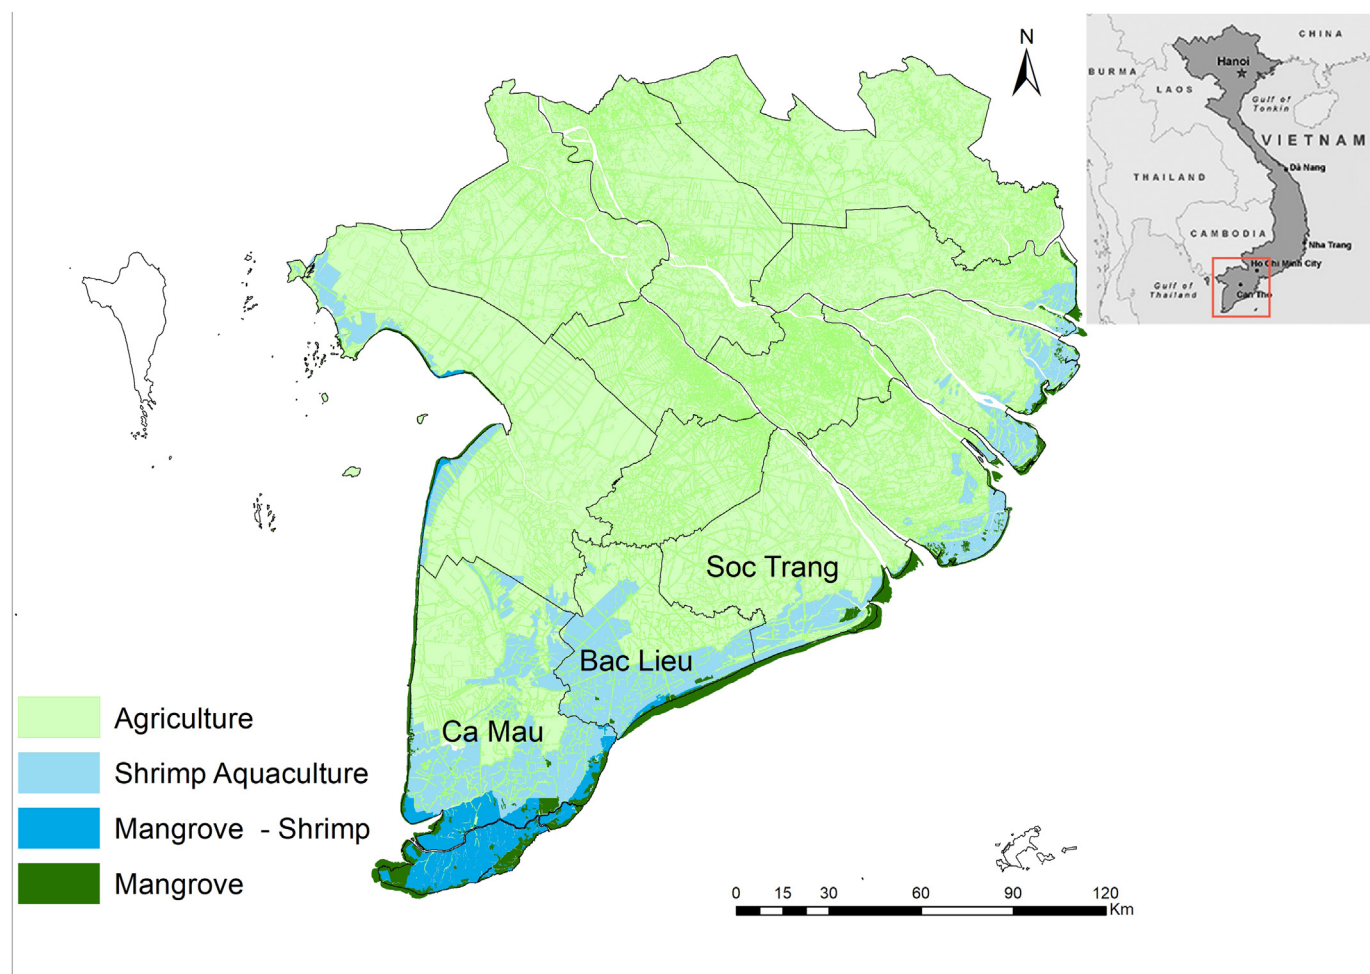 N
CHINA
Hanoi
BURMA
LAOS
Gulf of
Tonkin
VIETNAM
Dà Nang
THAILAND
CAMBODIA
Nha Trang
Ho Chi Minh City
Gulf of
Thailand
Can Tho
Soc Trang
Bac Lieu
Ca Mau
Agriculture
Shrimp Aquaculture
Mangrove - Shrimp
Mangrove
0 15 30 60 90 120
Km